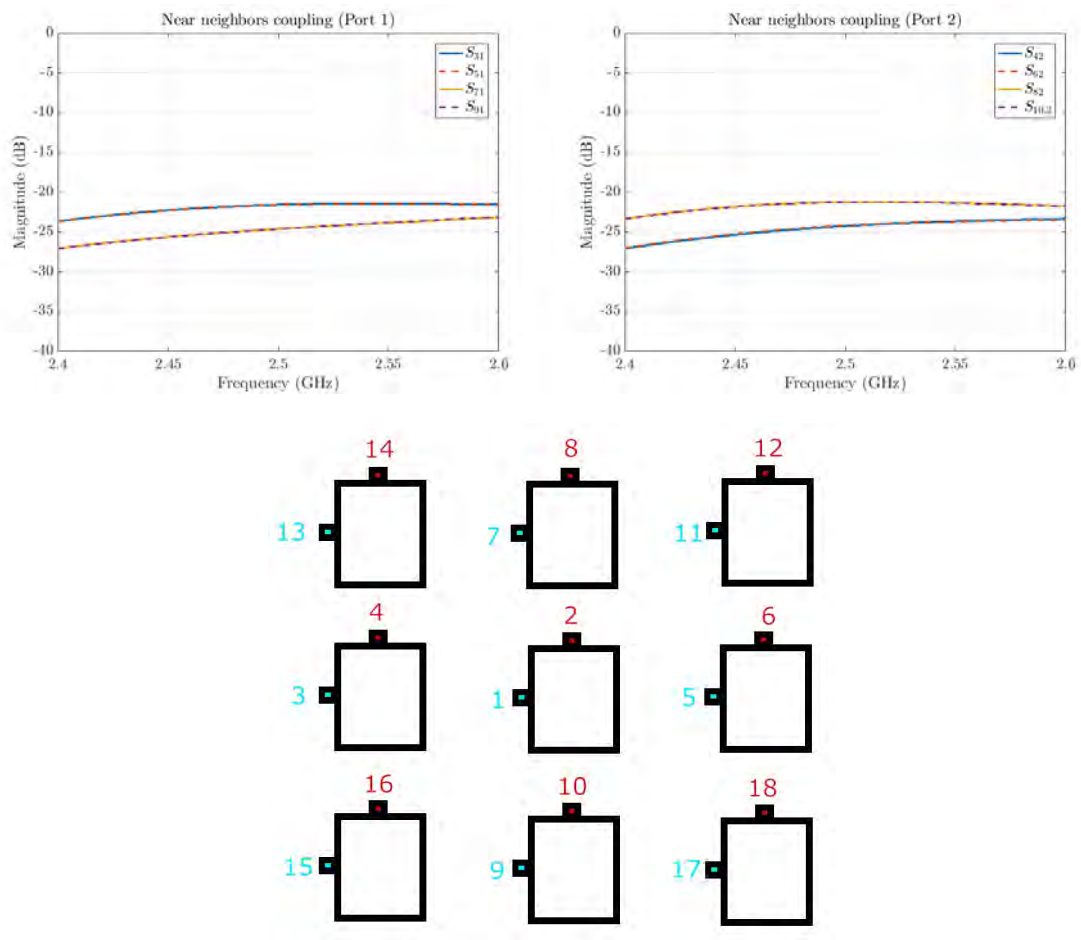 Near neighbors coupling (Port 1)
0
-5
-10
-15
-20
-25
-30
-35
-40
Magnitude (dB)
2.4
2.45
2.5
2.55
2.6
Frequency (GHz)
S31
S51
S71
S91
Near neighbors coupling (Port 2)
0
-5
-10
-15
-20
-25
-30
-35
-40
Magnitude (dB)
2.4
2.45
2.5
2.55
2.6
Frequency (GHz)
S42
S62
S82
S10,2
14 8 12
13 7 11
4 2 6
3 1 5
16 10 18
15 9 17